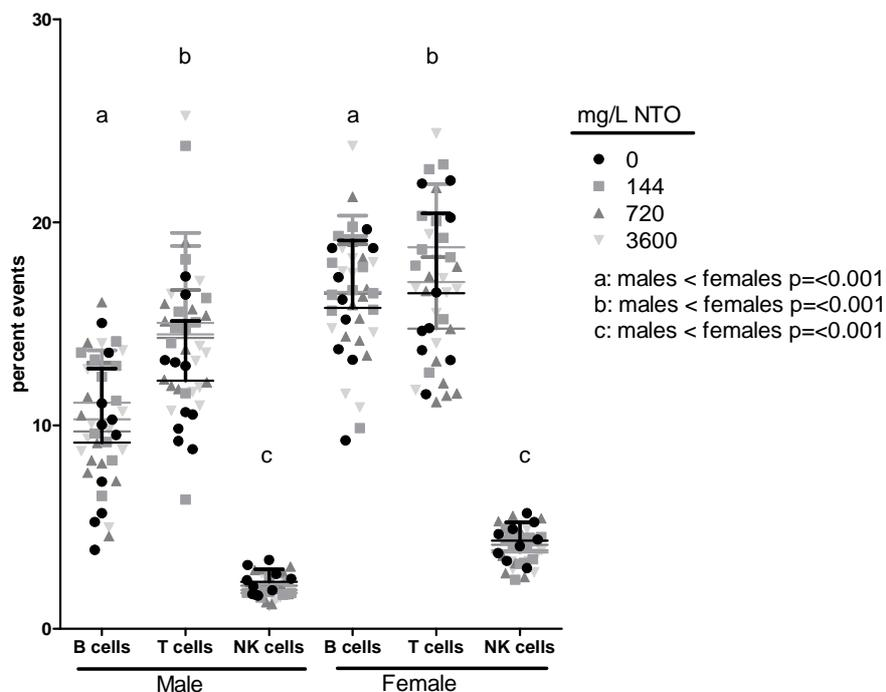 30
20
10
0
percent events
a
b
c
a
b
c
B cells
T cells
NK cells
B cells
T cells
NK cells
Male
Female
mg/L NTO
0
144
720
3600
a: males < females p=<0.001
b: males < females p=<0.001
c: males < females p=<0.001